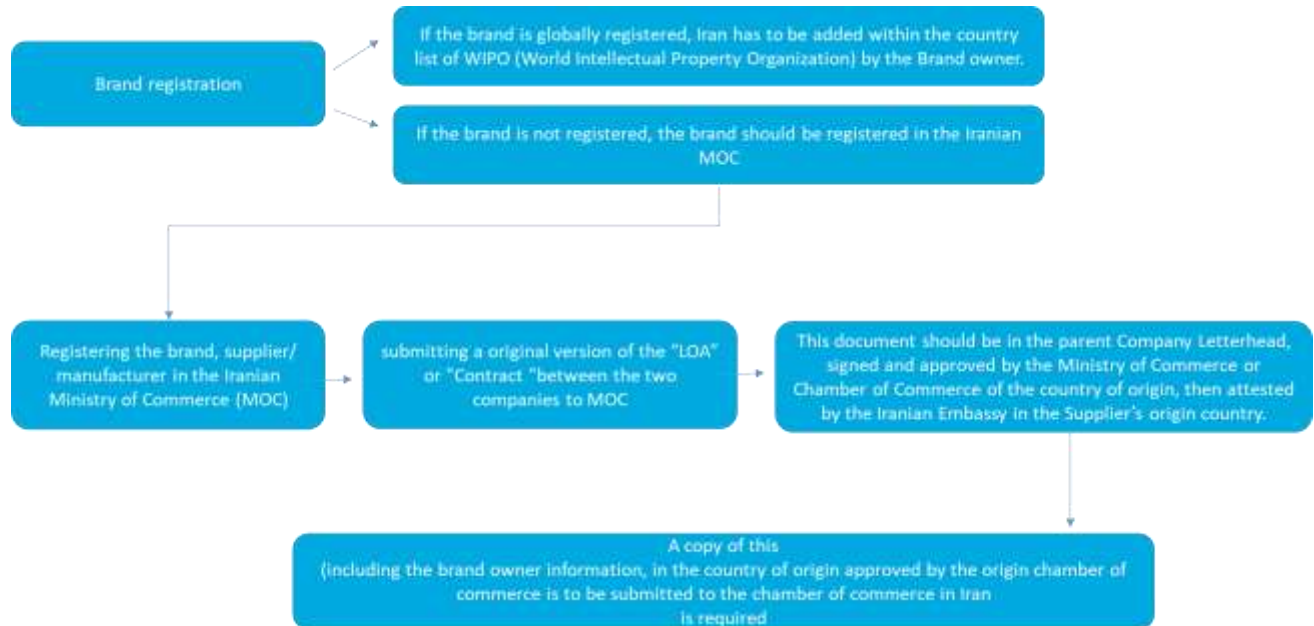 Brand registration
If the brand is globally registered, Iran has to be added within the country
list of WIPO (World Intellectual Property Organization) by the Brand owner.
If the brand is not registered, the brand should be registered in the Iranian
MOC
Registering the brand, supplier/
manufacturer in the Iranian
Ministry of Commerce (MOC)
submitting a original version of the "LOA"
or "Contract "between the two
companies to MOC
This document should be in the parent Company Letterhead,
signed and approved by the Ministry of Commerce or
Chamber of Commerce of the country of origin, then attested
by the Iranian Embassy in the Supplier's origin country.
A copy of this
(including the brand owner information, in the country of origin approved by the origin chamber of
commerce is to be submitted to the chamber of commerce in Iran
is required